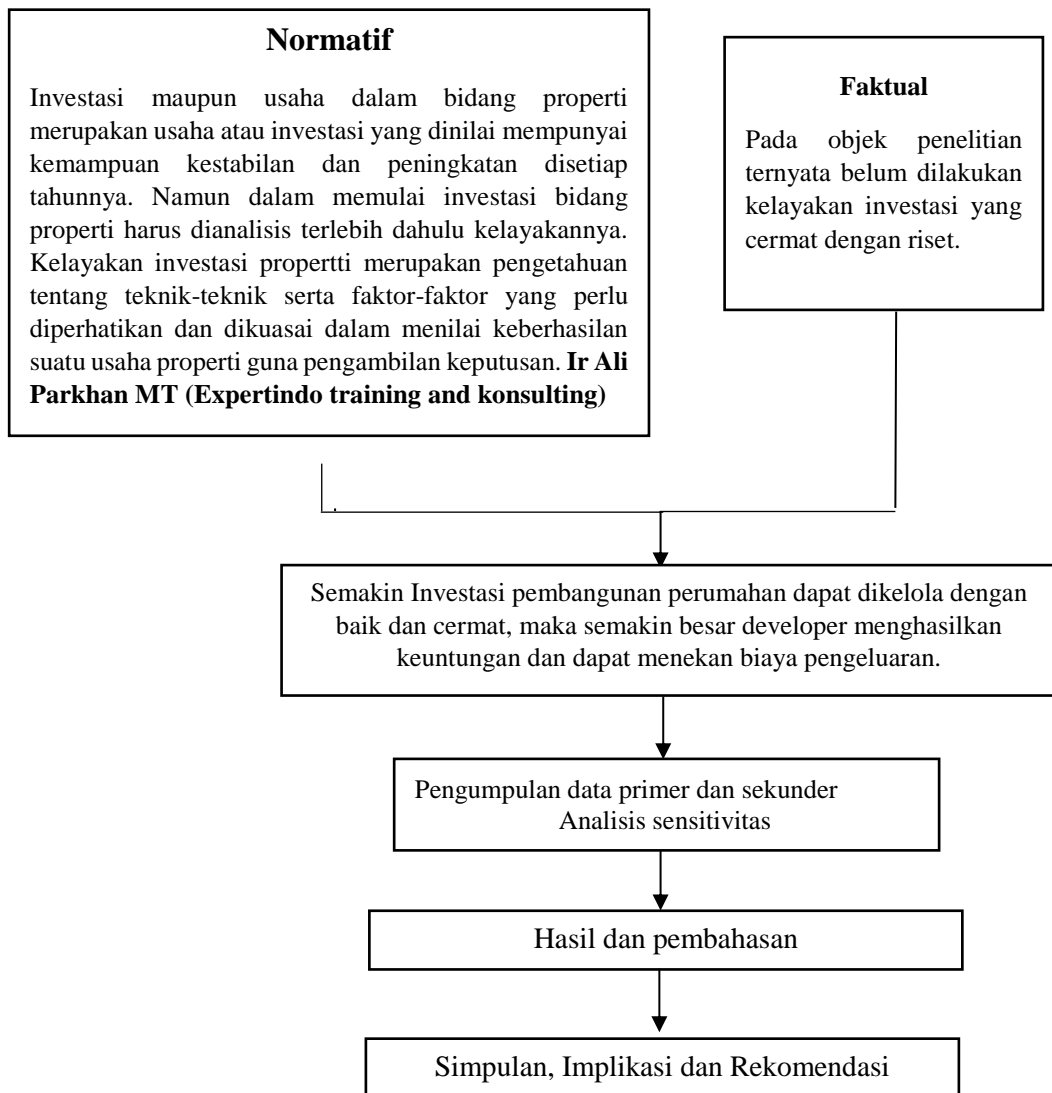 Normatif
Investasi maupun usaha dalam bidang properti
merupakan usaha atau investasi yang dinilai mempunyai
kemampuan kestabilan dan peningkatan disetiap
tahunnya. Namun dalam memulai investasi bidang
properti harus dianalisis terlebih dahulu kelayakannya.
Kelayakan investasi propertti merupakan pengetahuan
tentang teknik-teknik serta faktor-faktor yang perlu
diperhatikan dan dikuasai dalam menilai keberhasilan
suatu usaha properti guna pengambilan keputusan. Ir Ali
Parkhan MT (Expertindo training and konsulting)
Faktual
Pada objek penelitian
ternyata belum dilakukan
kelayakan investasi yang
cermat dengan riset.
Semakin Investasi pembangunan perumahan dapat dikelola dengan
baik dan cermat, maka semakin besar developer menghasilkan
keuntungan dan dapat menekan biaya pengeluaran.
Pengumpulan data primer dan sekunder
Analisis sensitivitas
Hasil dan pembahasan
Simpulan, Implikasi dan Rekomendasi